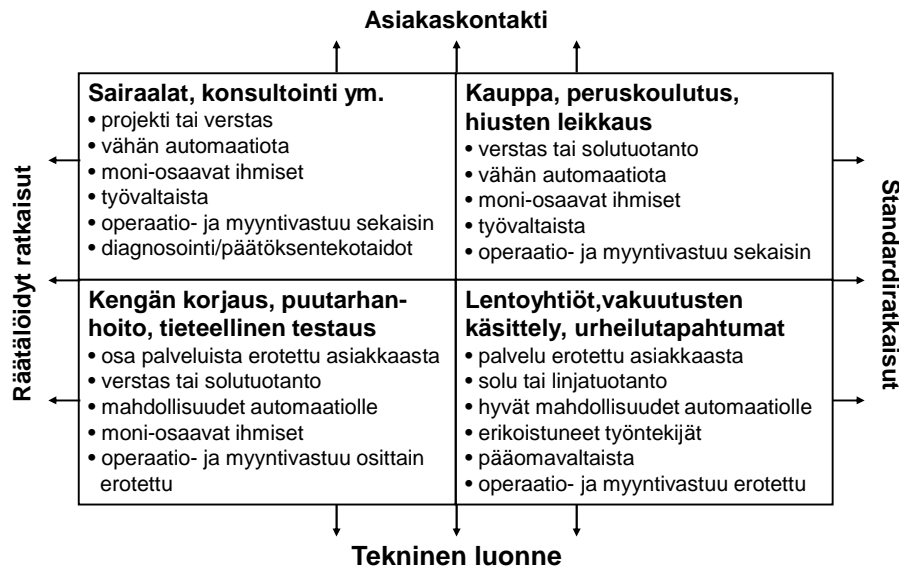 Asiakaskontakti
Räätälöidyt ratkaisut
Sairaalat, konsultointi ym.
• projekti tai verstas
• vähän automaatiota
• moni-osaavat ihmiset
• työvaltaista
• operaatio- ja myyntivastuu sekaisin
• diagnosointi/päätöksentekotaidot
Kauppa, peruskoulutus,
hiusten leikkaus
• verstas tai solutuotanto
• vähän automaatiota
• moni-osaavat ihmiset
• työvaltaista
• operaatio- ja myyntivastuu sekaisin
Kengän korjaus, puutarhan-
hoito, tieteellinen testaus
• osa palveluista erotettu asiakkaasta
• verstas tai solutuotanto
• mahdollisuudet automaatiolle
• moni-osaavat ihmiset
• operaatio- ja myyntivastuu osittain
erotettu
Lentoyhtiöt,vakuutusten
käsittely, urheilutapahtumat
• palvelu erotettu asiakkaasta
• solu tai linjatuotanto
• hyvät mahdollisuudet automaatiolle
• erikoistuneet työntekijät
• pääomavaltaista
• operaatio- ja myyntivastuu erotettu
Standardiratkaisut
Tekninen luonne